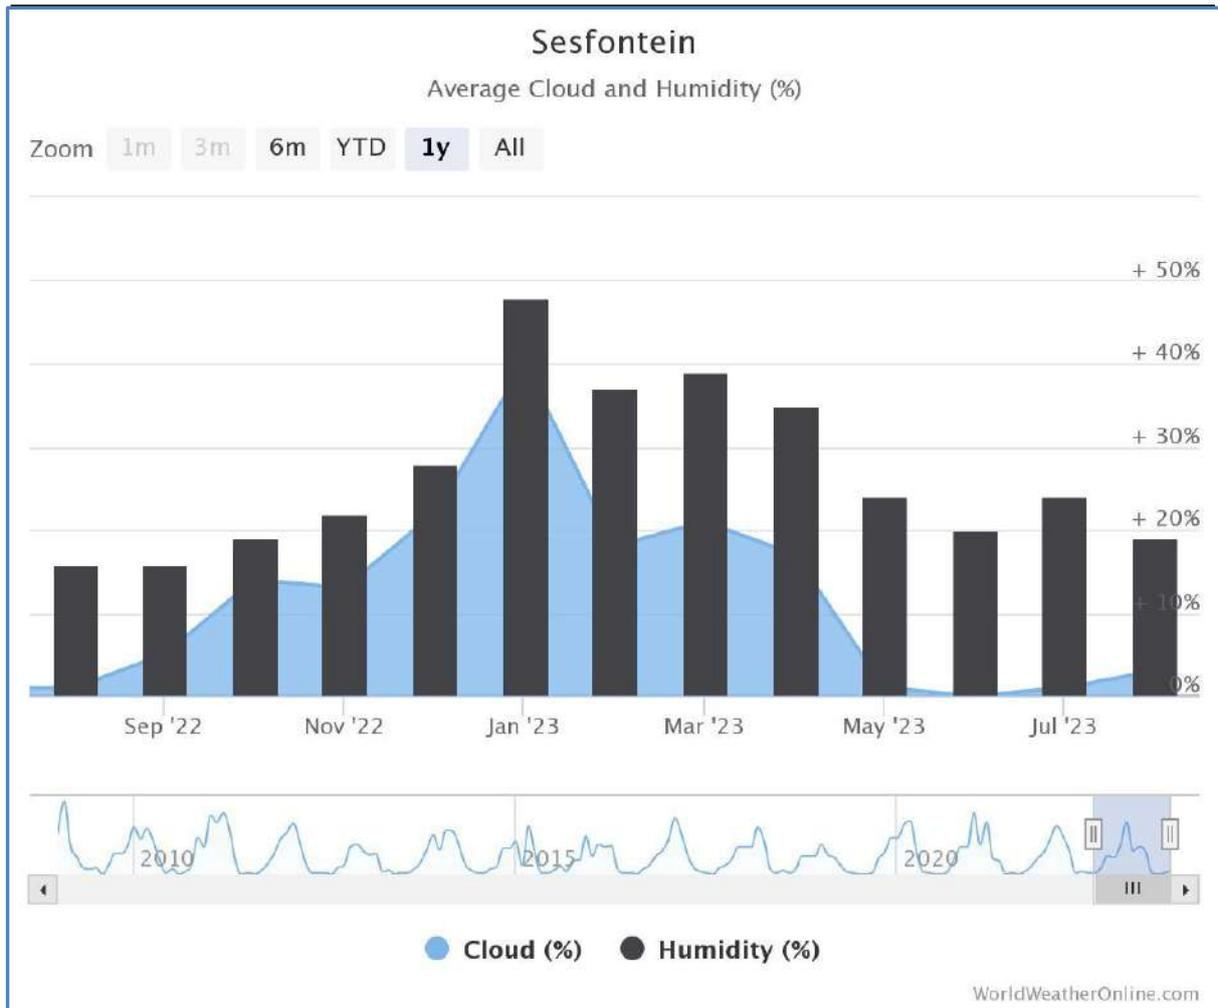 Sesfontein
Average Cloud and Humidity (%)
Zoom 1m 3m 6m YTD 1y All
+ 50%
+ 40%
+ 30%
+ 20%
+ 10%
0%
Sep '22 Nov '22 Jan '23 Mar '23 May '23 Jul '23
2010 2015 2020
Cloud (%) Humidity (%)
WorldWeatherOnline.com